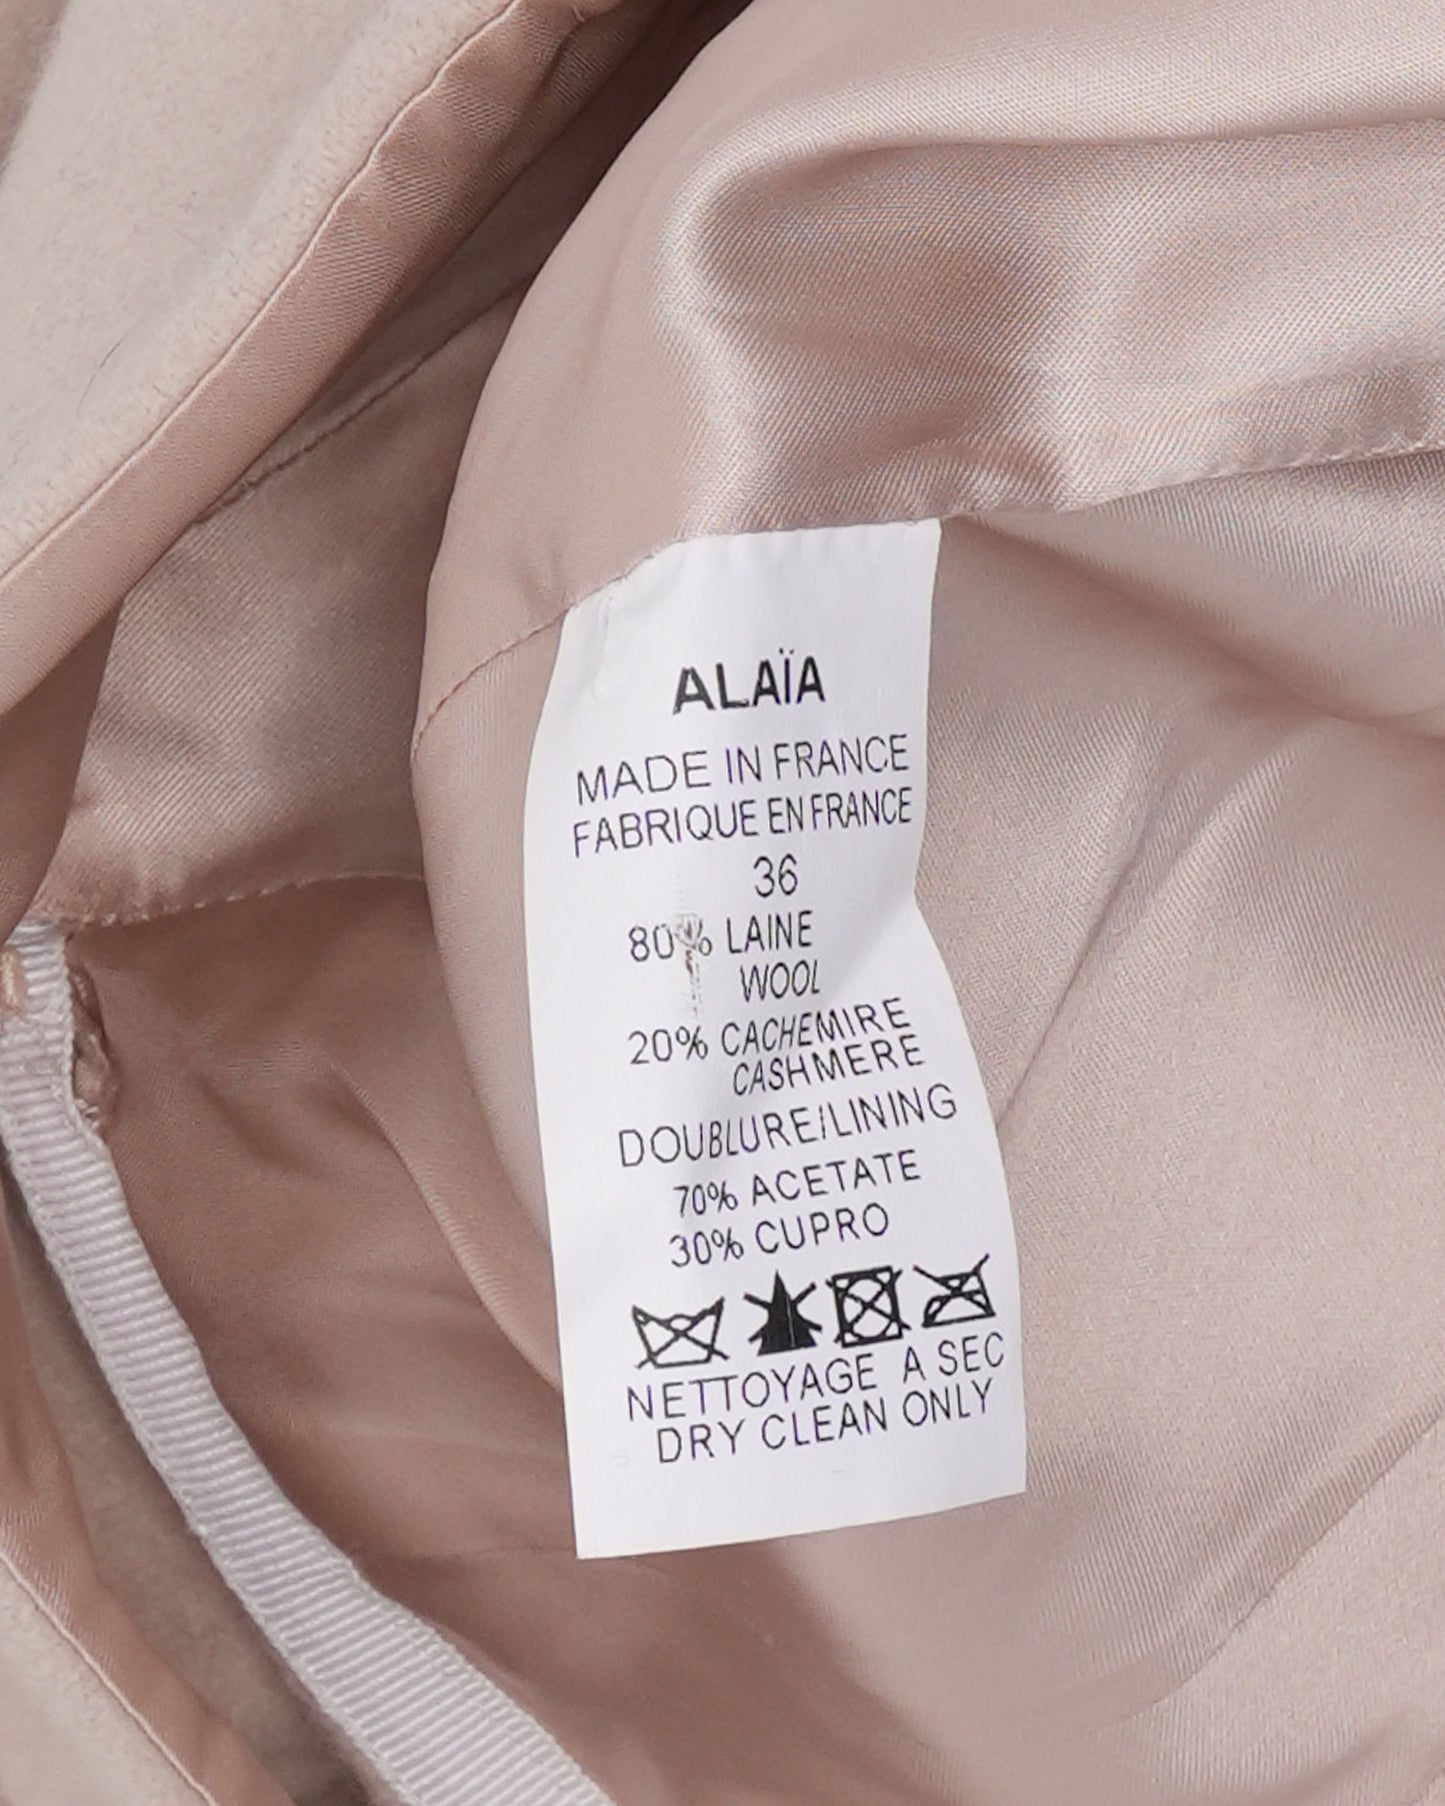 ALAÏA
MADE IN FRANCE
FABRIQUE EN FRANCE
36
80% LAINE
WOOL
20% CACHEMIRE
CASHMERE
DOUBLURE/LINING
70% ACETATE
30% CUPRO
NETTOYAGE A SEC
DRY CLEAN ONLY